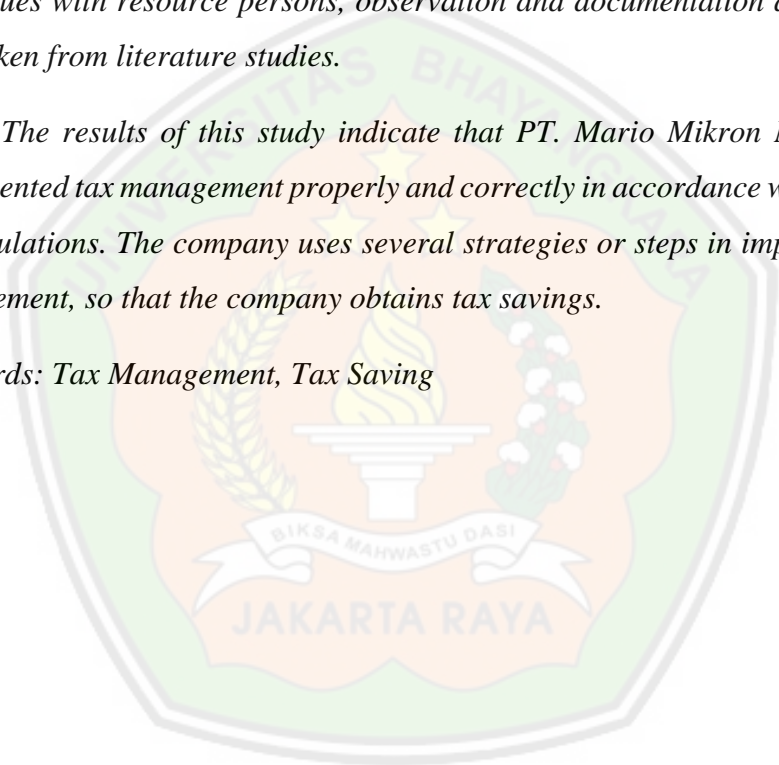 ues with resource persons, observation and documentation
ken from literature studies.
The results of this study indicate that PT. Mario Mikron
ented tax management properly and correctly in accordance
ulations. The company uses several strategies or steps in imp
ement, so that the company obtains tax savings.
rds: Tax Management, Tax Saving
UNIVERSITAS BHAYANGKARA
BIKSA MAHWASTU DASI
JAKARTA RAYA